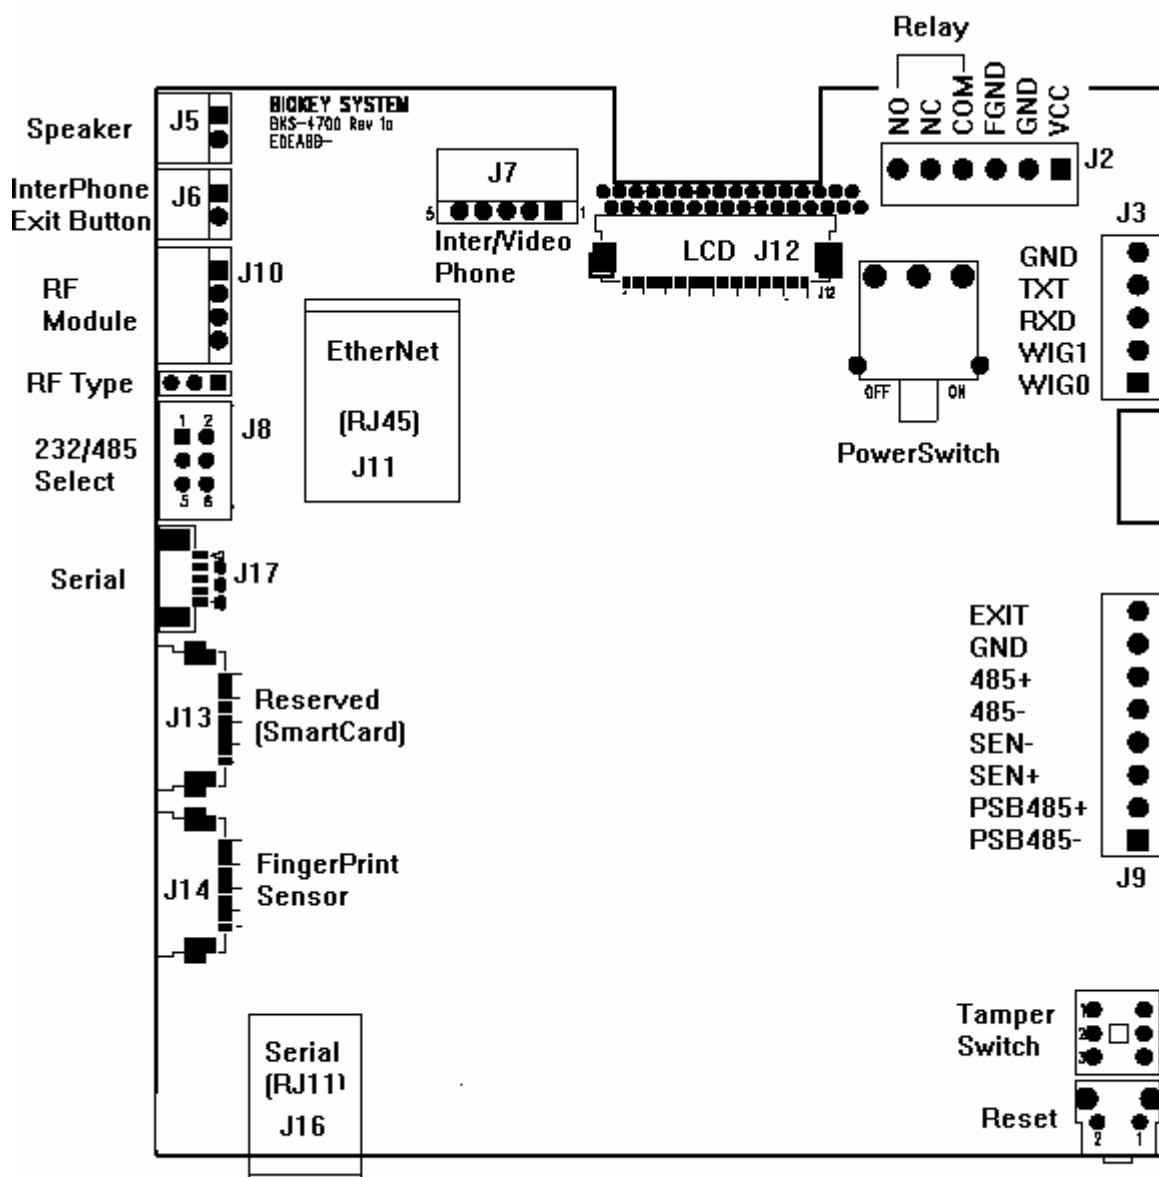 Relay
NO
NC
COM
FGND
GND
VCC
J2
Speaker
J5
BIOKEY SYSTEM
BKS-4700 Rev 1a
InterPhone
Exit Button
J6
J7
5
1
Inter/Video
Phone
LCD J12
J12
J3
GND
TXT
RXD
WIG1
WIG0
RF
Module
J10
EtherNet
(RJ45)
J11
OFF
ON
PowerSwitch
RF Type
232/485
Select
1 2
5 6
J8
Serial
J17
EXIT
GND
485+
485-
SEN-
SEN+
PSB485+
PSB485-
J9
J13
Reserved
(SmartCard)
J14
FingerPrint
Sensor
Tamper
Switch
1
2
3
Serial
(RJ11)
J16
Reset
2 1